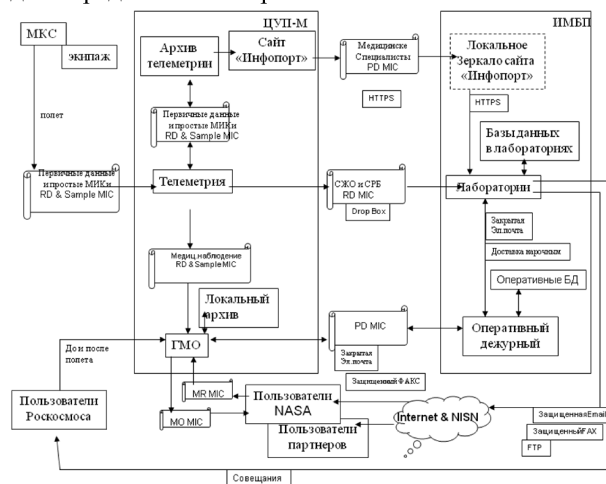 ЦУП-М
ИМБП
МКС
экипаж
Архив
телеметрии
Сайт
«Инфопорт»
Медицинске
Специалисты
PD MIC
HTTPS
Локальное
Зеркало сайта
«Инфопорт»
HTTPS
полет
Первичные данные
и простые МИКи
RD & Sample MIC
Базы данных
в лабораториях
Первичные данные
и простые МИКи
RD & Sample MIC
Телеметрия
СЖО и СРБ
RD MIC
Drop Box
Лаборатории
Закрытая
Эл.почта
Доставка нарочным
Медиц.наблюдение
RD & Sample MIC
Оперативные БД
Локальный
архив
До и после
полета
ГМО
PD MIC
Закрытая
Эл.почта
Оперативный
дежурный
Защищенный ФАКС
MR MIC
MO MIC
Пользователи
Роскосмоса
Пользователи
NASA
Пользователи
партнеров
Internet & NISN
ЗащищеннаяEmail
ЗащищенныйFAX
FTP
Совещания